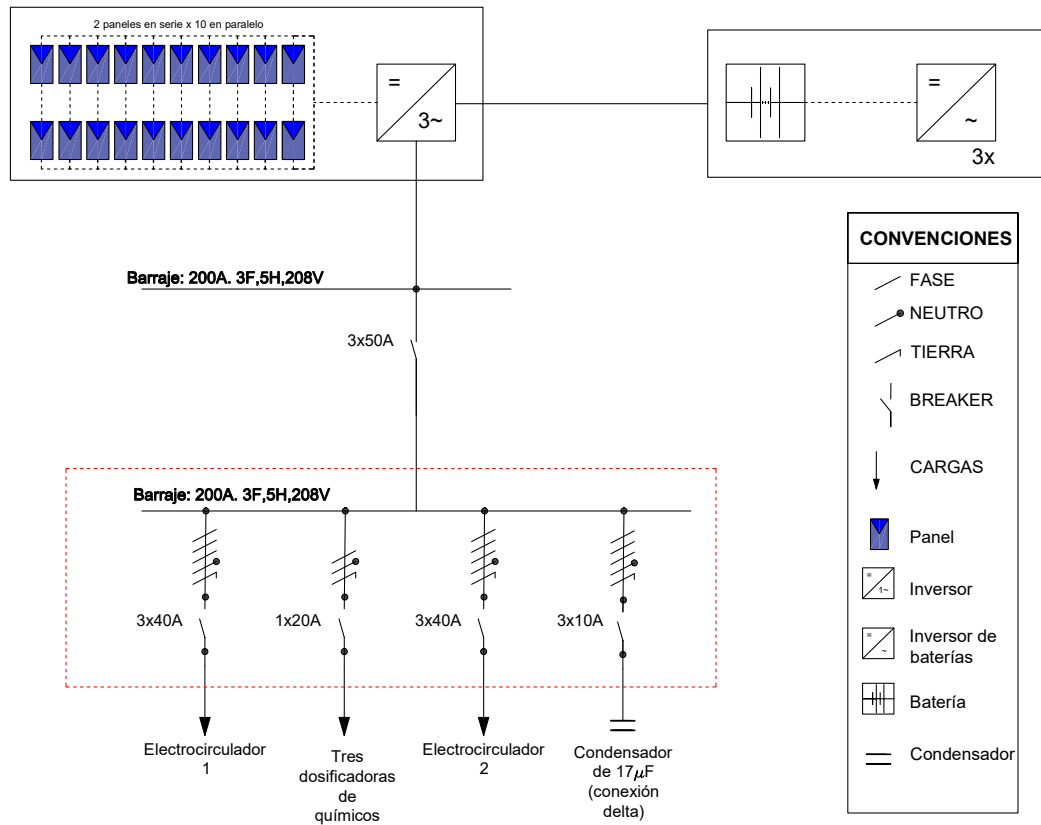 2 paneles en serie x 10 en paralelo
=
3~
=
~
3x
Barraje: 200A. 3F,5H,208V
3x50A
Barraje: 200A. 3F,5H,208V
3x40A
1x20A
3x40A
3x10A
Electrocirculador
1
Tres
dosificadoras
de
químicos
Electrocirculador
2
Condensador
de 17μF
(conexión
delta)
CONVENCIONES
FASE
NEUTRO
TIERRA
BREAKER
CARGAS
Panel
=
1~
Inversor
=
~
Inversor de
baterías
Batería
Condensador